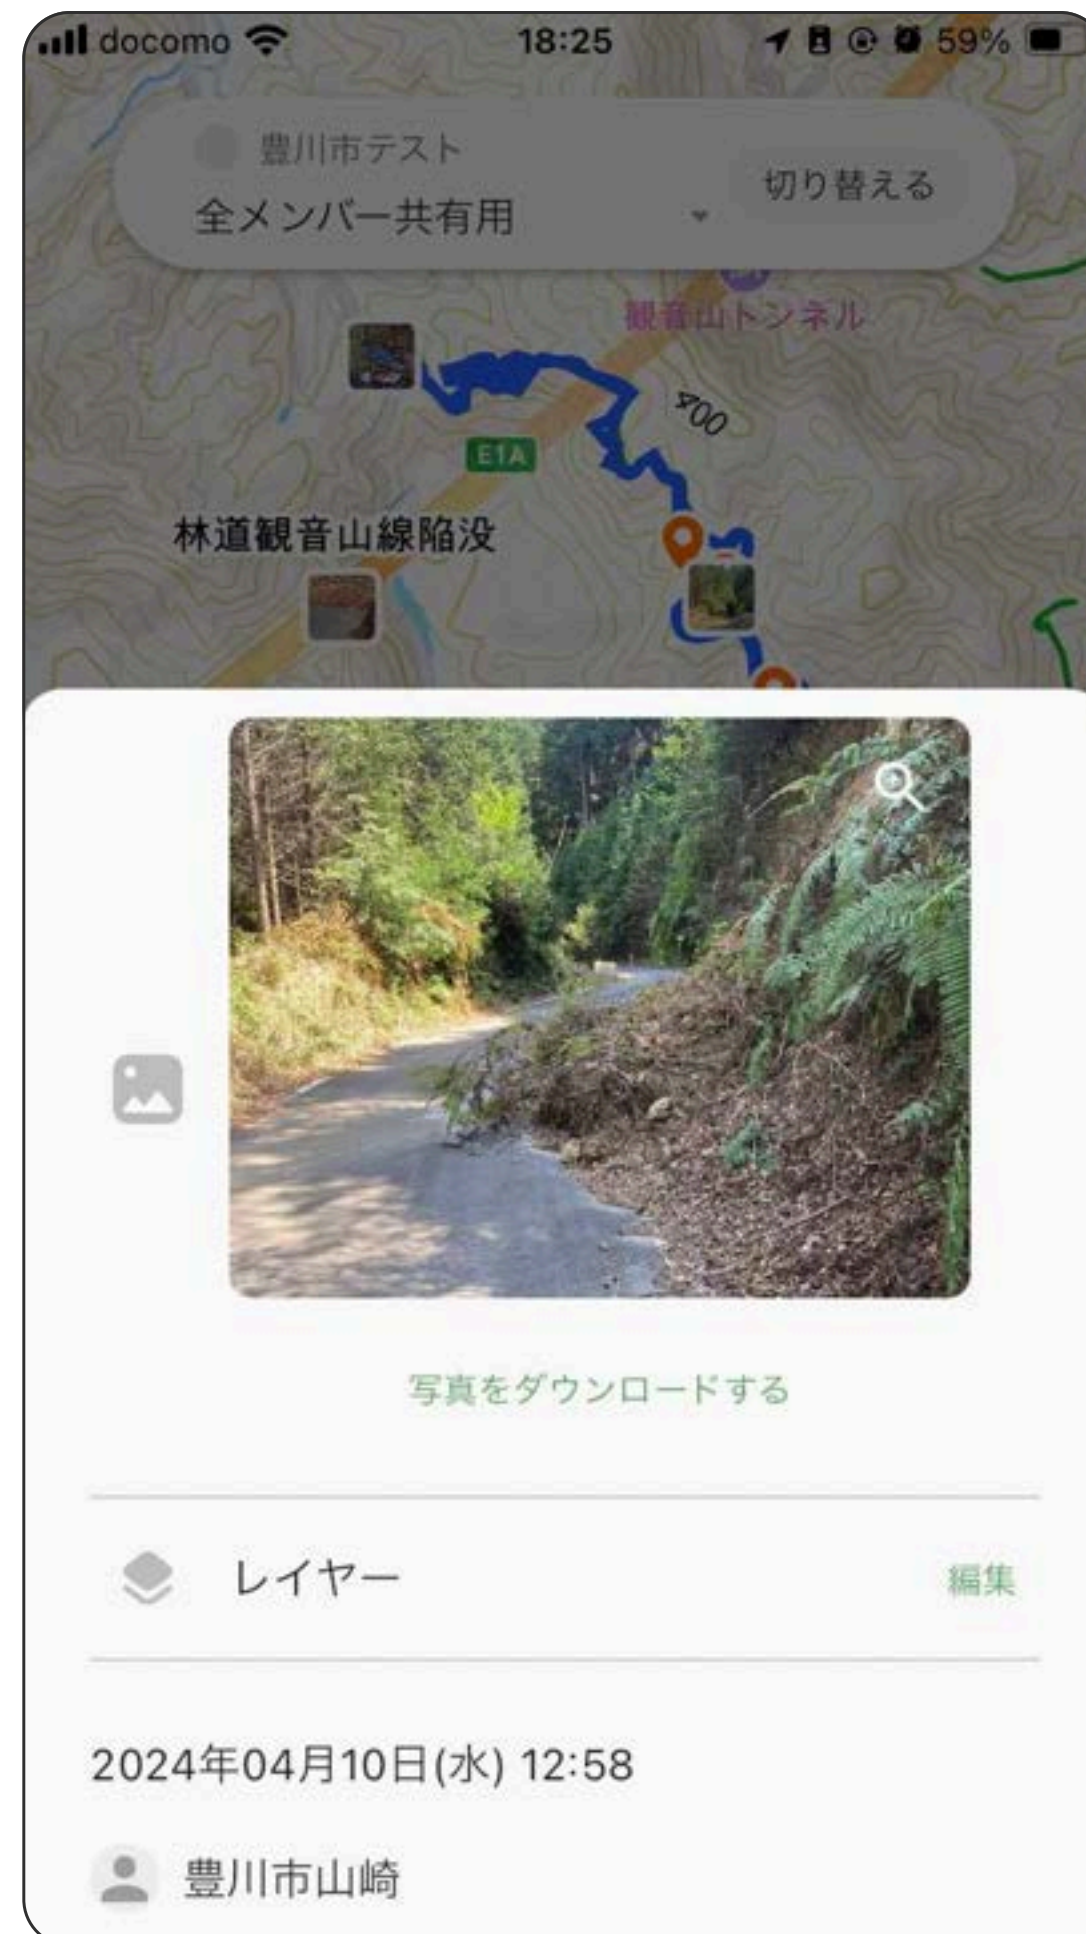 docomo 18:25 59%
豊川市テスト
全メンバー共有用
切り替える
観音山トンネル
400
E1A
林道観音山線陥没
写真をダウンロードする
レイヤー 編集
2024年04月10日(水) 12:58
豊川市山崎